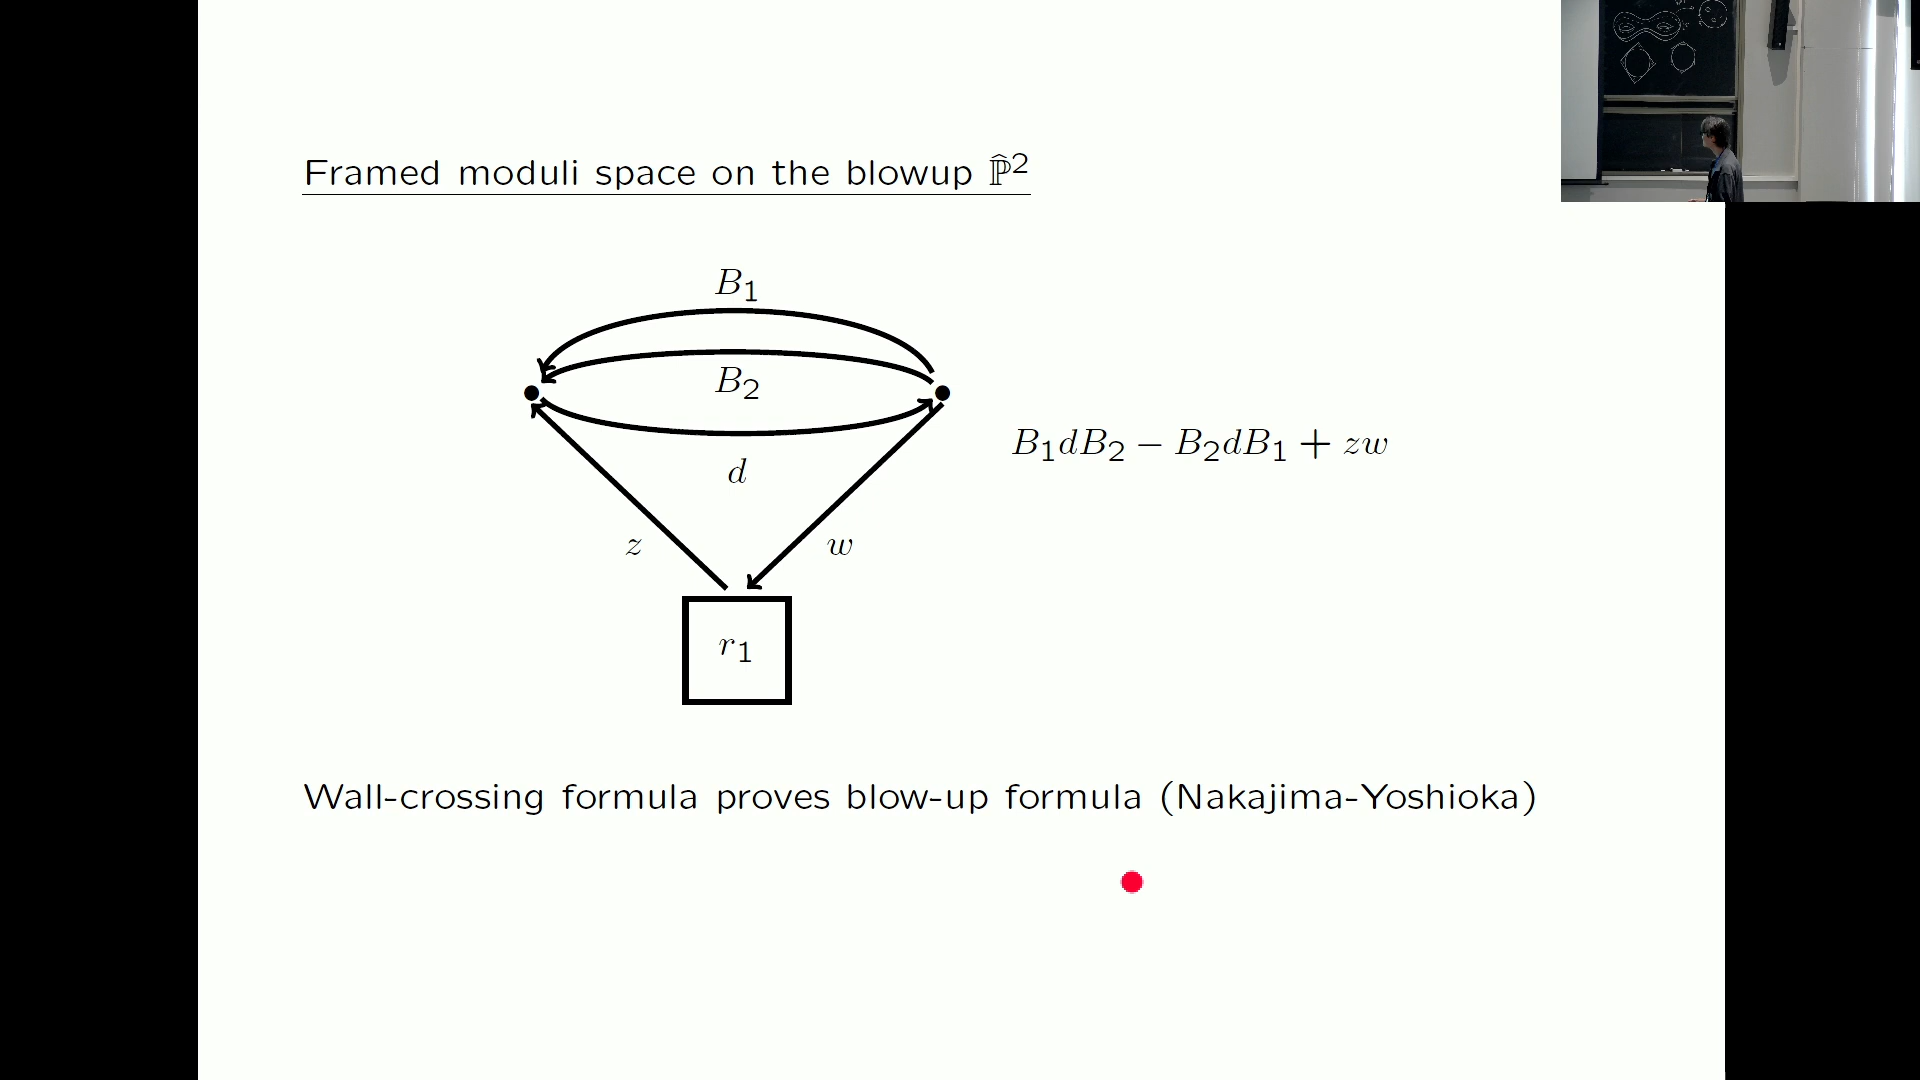 Framed moduli space on the blowup ℙ̂²
B₁
B₂
d
B₁dB₂ − B₂dB₁ + zw
z
w
r₁
Wall-crossing formula proves blow-up formula (Nakajima-Yoshioka)